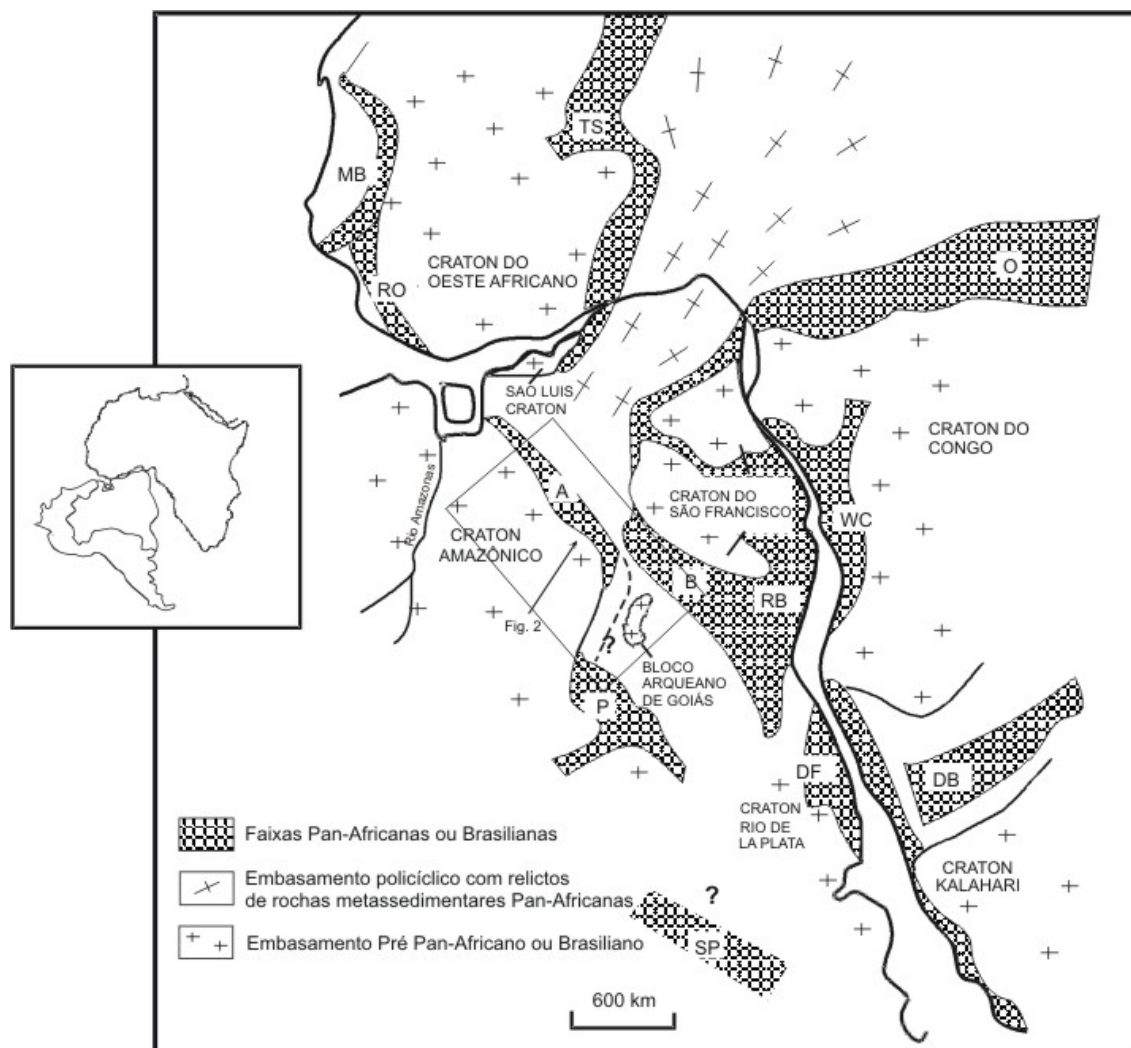 TS
MB
O
CRATON DO
OESTE AFRICANO
RO
SAÕ LUIS
CRATON
CRATON DO
CONGO
Rio Amazonas
A
CRATON DO
SÃO FRANCISCO
WC
CRATON
AMAZÔNICO
B
RB
Fig. 2
?
BLOCO
ARQUEANO
DE GOIÁS
P
DF
DB
CRATON
RIO DE
LA PLATA
CRATON
KALAHARI
Faixas Pan-Africanas ou Brasilianas
Embasamento policíclico com relictos
de rochas metassedimentares Pan-Africanas
Embasamento Pré Pan-Africano ou Brasiliano
?
SP
600 km